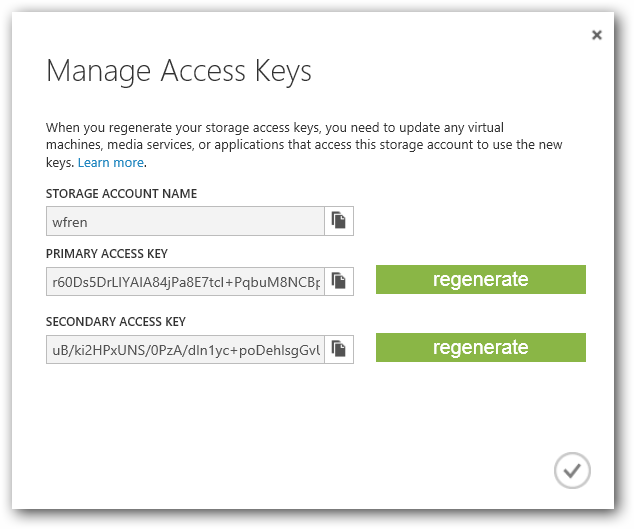 Manage Access Keys
When you regenerate your storage access keys, you need to update any virtual
machines, media services, or applications that access this storage account to use the new
keys. Learn more.
STORAGE ACCOUNT NAME
wfren
PRIMARY ACCESS KEY
r60Ds5DrLIYAIA84jPa8E7tcI+PqbuM8NCBp
regenerate
SECONDARY ACCESS KEY
uB/ki2HPxUNS/0PzA/dIn1yc+poDehIsgGvU
regenerate